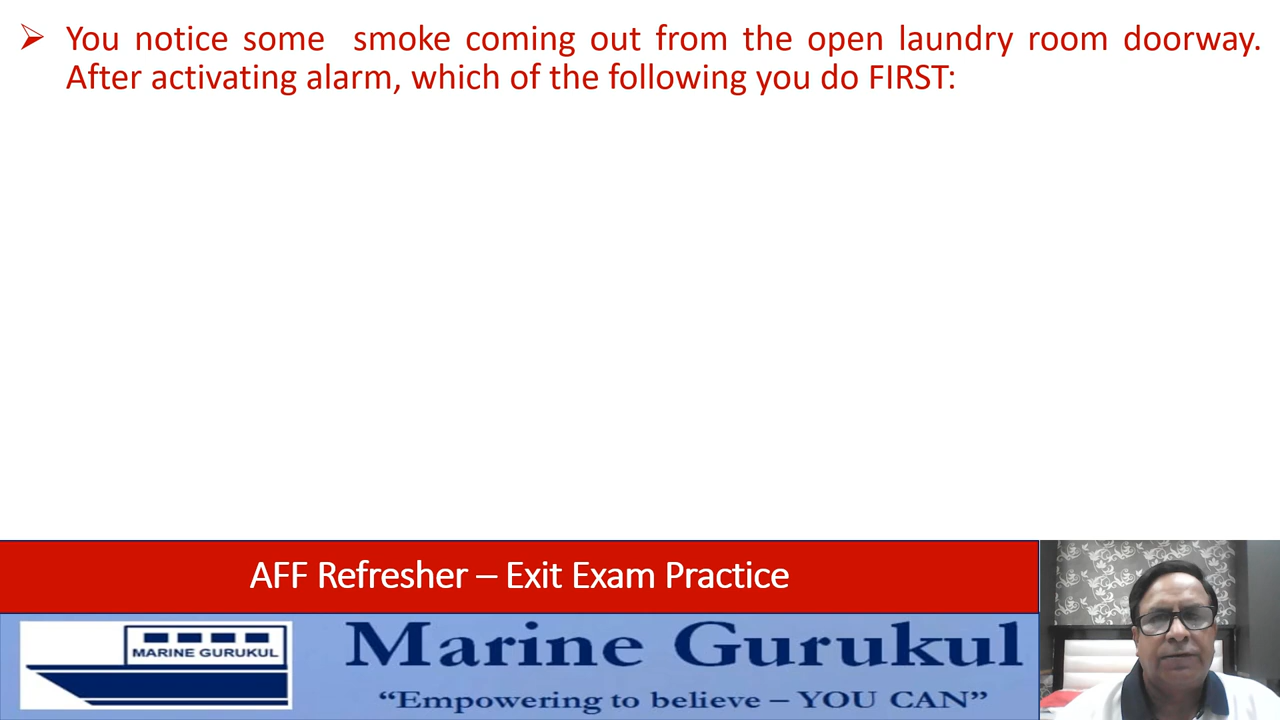 ➢ You notice some smoke coming out from the open laundry room doorway.
After activating alarm, which of the following you do FIRST:
AFF Refresher – Exit Exam Practice
MARINE GURUKUL
Marine Gurukul
“Empowering to believe – YOU CAN”